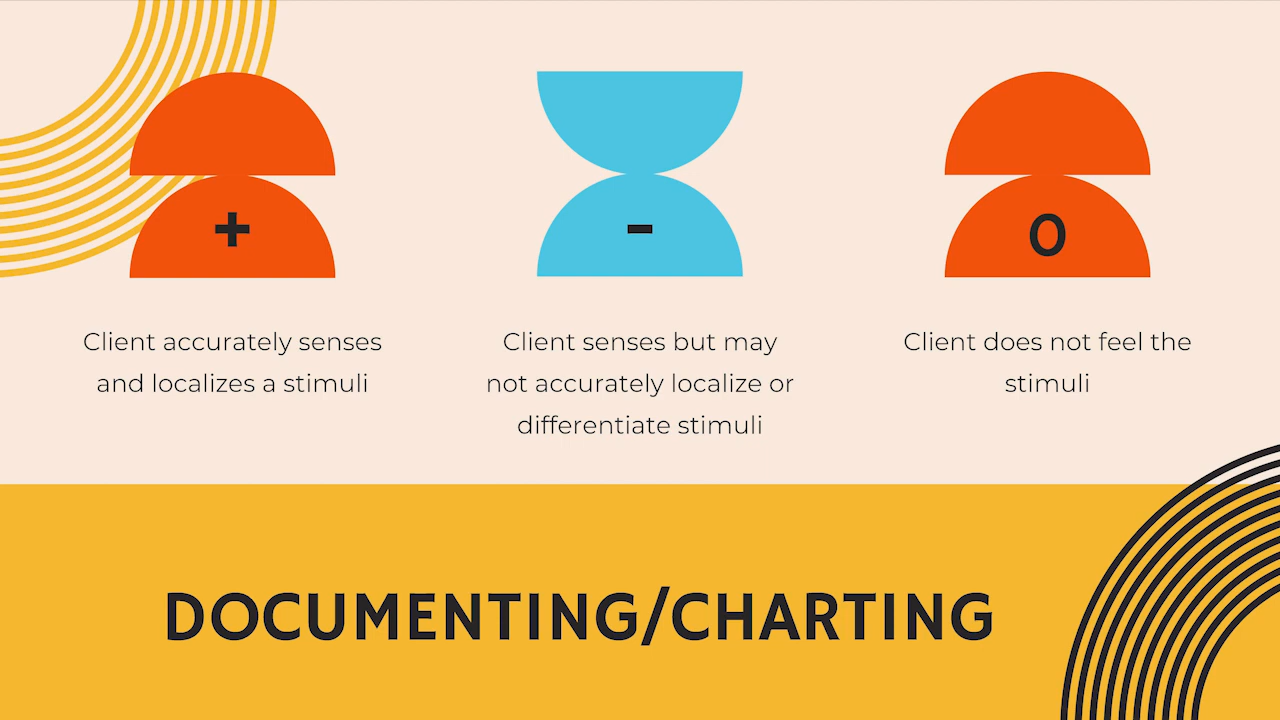 +
-
0
Client accurately senses
and localizes a stimuli
Client senses but may
not accurately localize or
differentiate stimuli
Client does not feel the
stimuli
DOCUMENTING/CHARTING